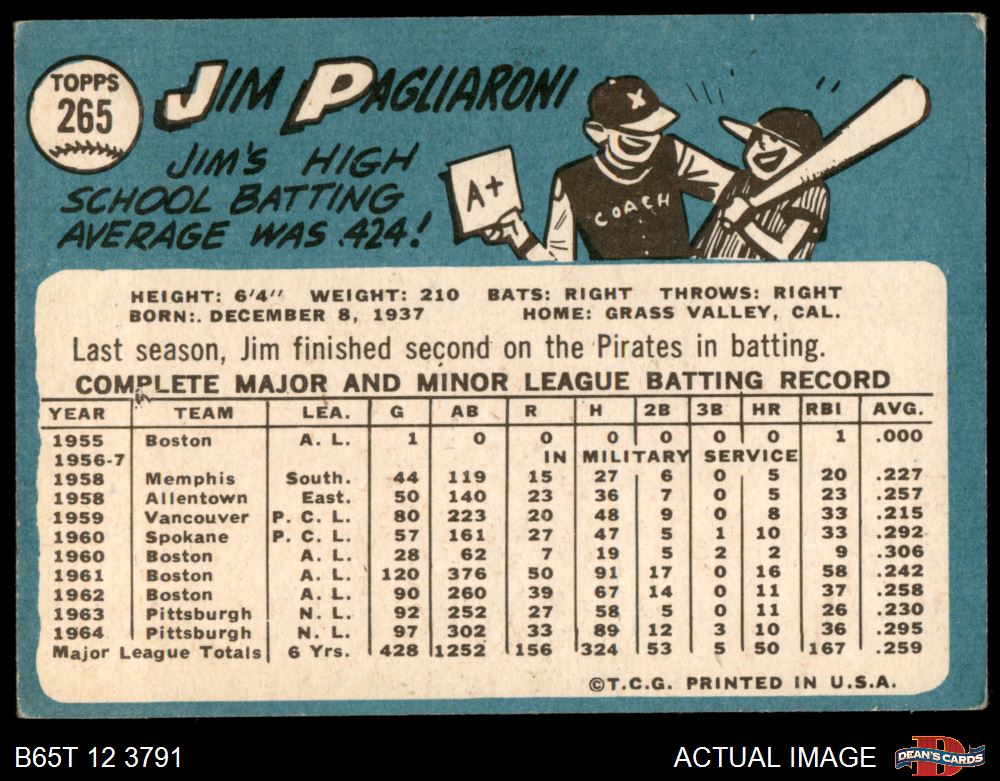 TOPPS
265
JIM PAGLIARONI
JIM'S HIGH
SCHOOL BATTING
AVERAGE WAS .424!
A+
X
COACH
HEIGHT: 6'4" WEIGHT: 210 BATS: RIGHT THROWS: RIGHT
BORN:. DECEMBER 8, 1937 HOME: GRASS VALLEY, CAL.
Last season, Jim finished second on the Pirates in batting.
COMPLETE MAJOR AND MINOR LEAGUE BATTING RECORD
YEAR TEAM LEA. G AB R H 2B 3B HR RBI AVG.
1955 Boston A. L. 1 0 0 0 0 0 0 1 .000
1956-7 IN MILITARY SERVICE
1958 Memphis South. 44 119 15 27 6 0 5 20 .227
1958 Allentown East. 50 140 23 36 7 0 5 23 .257
1959 Vancouver P. C. L. 80 223 20 48 9 0 8 33 .215
1960 Spokane P. C. L. 57 161 27 47 5 1 10 33 .292
1960 Boston A. L. 28 62 7 19 5 2 2 9 .306
1961 Boston A. L. 120 376 50 91 17 0 16 58 .242
1962 Boston A. L. 90 260 39 67 14 0 11 37 .258
1963 Pittsburgh N. L. 92 252 27 58 5 0 11 26 .230
1964 Pittsburgh N. L. 97 302 33 89 12 3 10 36 .295
Major League Totals 6 Yrs. 428 1252 156 324 53 5 50 167 .259
©T.C.G. PRINTED IN U.S.A.
B65T 12 3791 ACTUAL IMAGE
D
DEAN'S CARDS